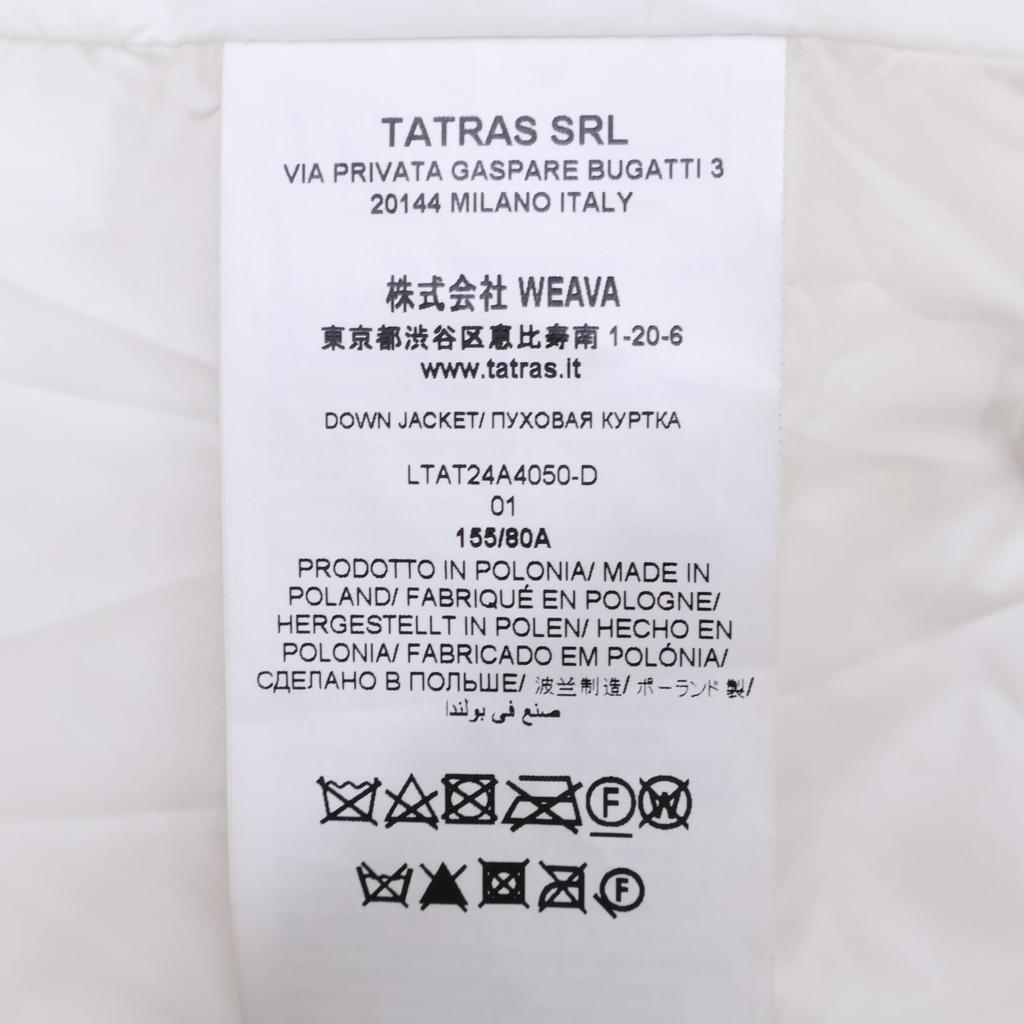 TATRAS SRL
VIA PRIVATA GASPARE BUGATTI 3
20144 MILANO ITALY
株式会社 WEAVA
東京都渋谷区恵比寿南 1-20-6
www.tatras.it
DOWN JACKET/ ПУХОВАЯ КУРТКА
LTAT24A4050-D
01
155/80A
PRODOTTO IN POLONIA/ MADE IN
POLAND/ FABRIQUÉ EN POLOGNE/
HERGESTELLT IN POLEN/ HECHO EN
POLONIA/ FABRICADO EM POLÓNIA/
СДЕЛАНО В ПОЛЬШЕ/ 波兰制造/ ポーランド 製/
صنع في بولندا
F W
F